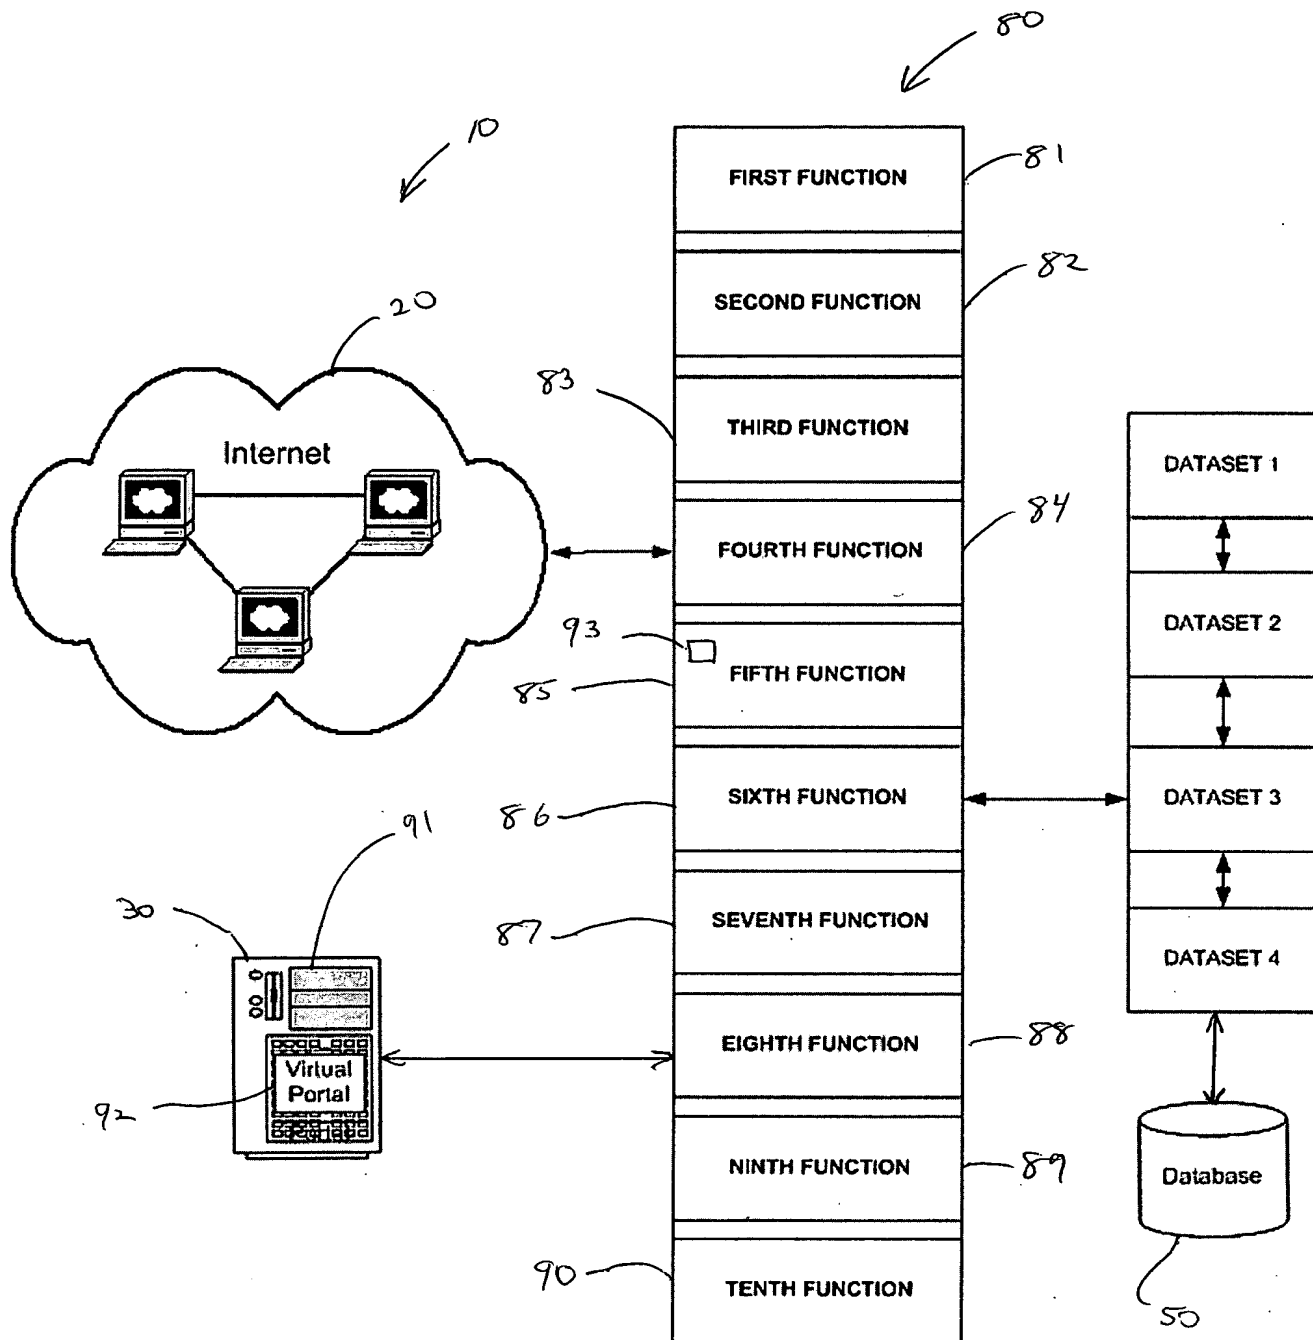 80
10
FIRST FUNCTION
81
SECOND FUNCTION
82
20
83
THIRD FUNCTION
Internet
DATASET 1
84
FOURTH FUNCTION
DATASET 2
93
FIFTH FUNCTION
85
SIXTH FUNCTION
DATASET 3
86
91
30
SEVENTH FUNCTION
87
DATASET 4
EIGHTH FUNCTION
88
Virtual
Portal
92
NINTH FUNCTION
89
Database
90
TENTH FUNCTION
50